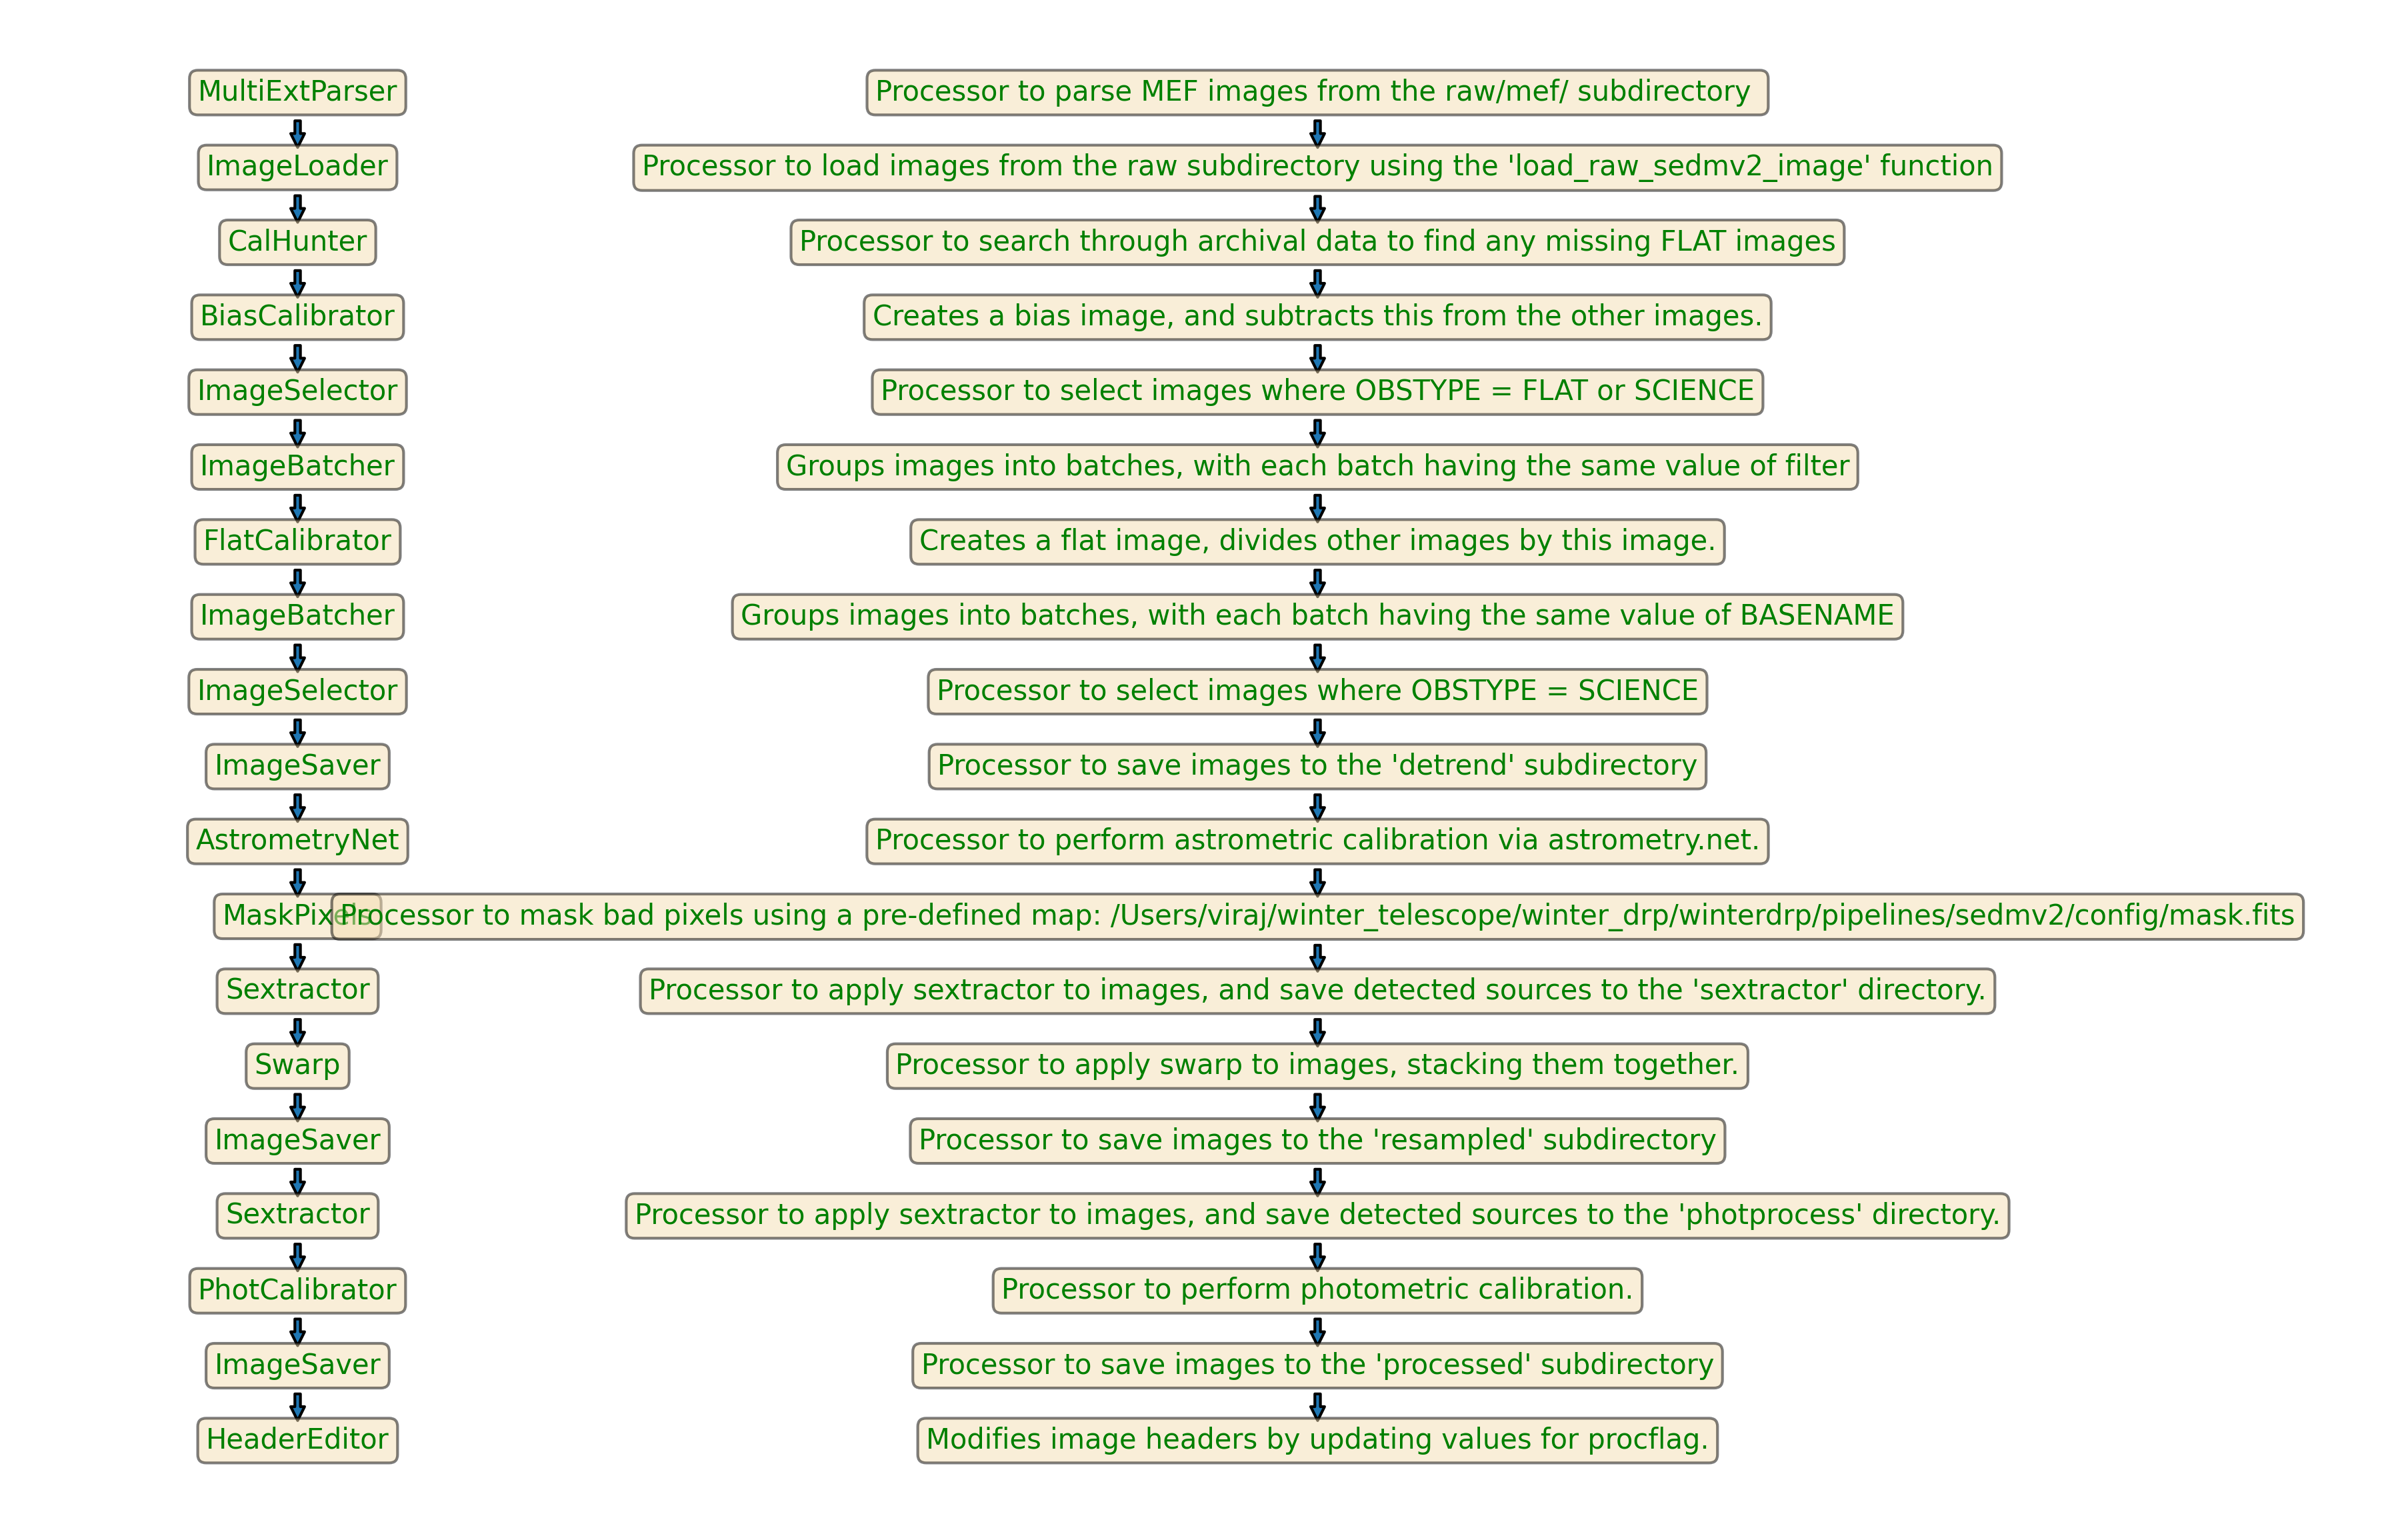 MultiExtParser
Processor to parse MEF images from the raw/mef/ subdirectory
ImageLoader
Processor to load images from the raw subdirectory using the 'load_raw_sedmv2_image' function
CalHunter
Processor to search through archival data to find any missing FLAT images
BiasCalibrator
Creates a bias image, and subtracts this from the other images.
ImageSelector
Processor to select images where OBSTYPE = FLAT or SCIENCE
ImageBatcher
Groups images into batches, with each batch having the same value of filter
FlatCalibrator
Creates a flat image, divides other images by this image.
ImageBatcher
Groups images into batches, with each batch having the same value of BASENAME
ImageSelector
Processor to select images where OBSTYPE = SCIENCE
ImageSaver
Processor to save images to the 'detrend' subdirectory
AstrometryNet
Processor to perform astrometric calibration via astrometry.net.
MaskPixels
Processor to mask bad pixels using a pre-defined map: /Users/viraj/winter_telescope/winter_drp/winterdrp/pipelines/sedmv2/config/mask.fits
Sextractor
Processor to apply sextractor to images, and save detected sources to the 'sextractor' directory.
Swarp
Processor to apply swarp to images, stacking them together.
ImageSaver
Processor to save images to the 'resampled' subdirectory
Sextractor
Processor to apply sextractor to images, and save detected sources to the 'photprocess' directory.
PhotCalibrator
Processor to perform photometric calibration.
ImageSaver
Processor to save images to the 'processed' subdirectory
HeaderEditor
Modifies image headers by updating values for procflag.